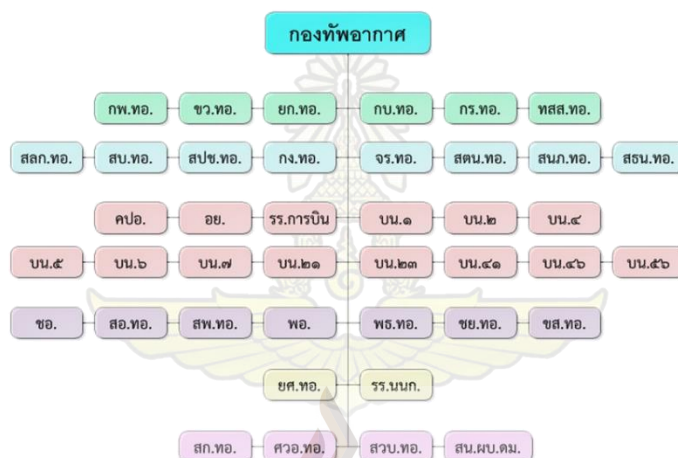 กองทัพอากาศ
กพ.ทอ. ขว.ทอ. ยก.ทอ. กบ.ทอ. กร.ทอ. ทสส.ทอ.
สลก.ทอ. สบ.ทอ. สปช.ทอ. กง.ทอ. จร.ทอ. สตน.ทอ. สนภ.ทอ. สธน.ทอ.
คปอ. อย. รร.การบิน บน.๑ บน.๒ บน.๔
บน.๕ บน.๖ บน.๗ บน.๒๑ บน.๒๓ บน.๔๑ บน.๔๖ บน.๕๖
ชอ. สอ.ทอ. สพ.ทอ. พอ. พธ.ทอ. ชย.ทอ. ขส.ทอ.
ยศ.ทอ. รร.นนก.
สก.ทอ. ศวอ.ทอ. สวบ.ทอ. สน.ผบ.ดม.